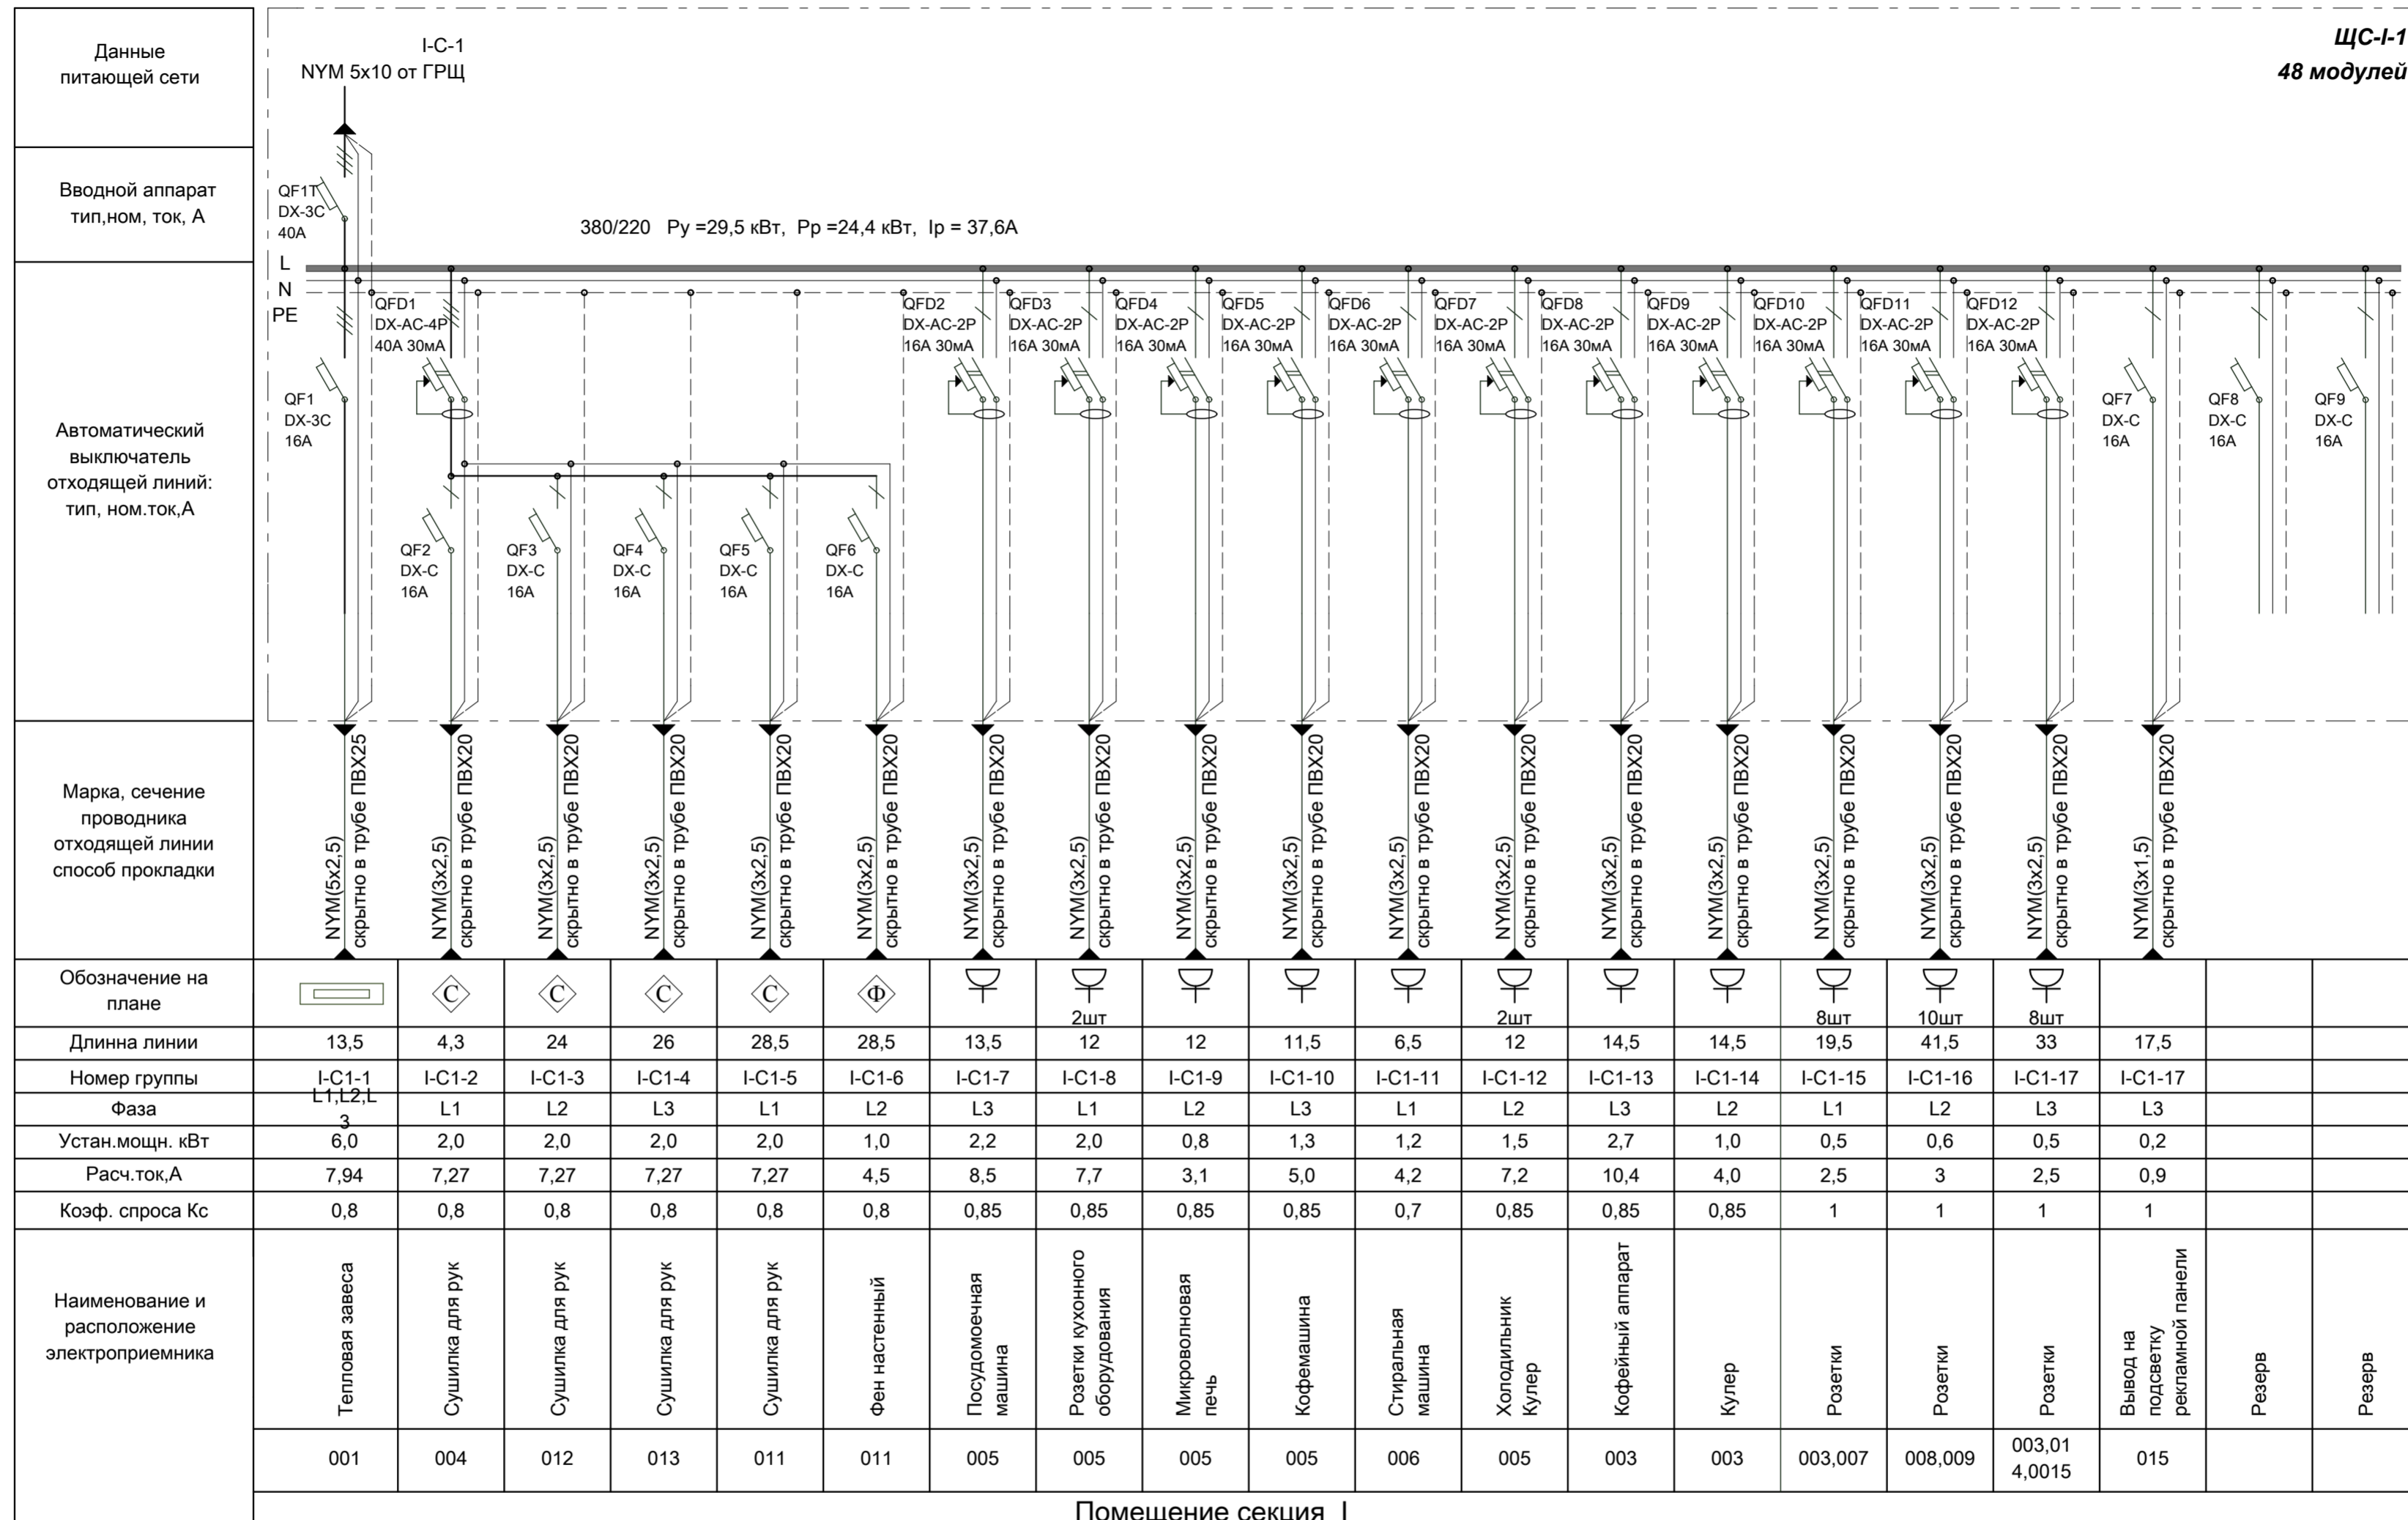 ЩС-I-1
48 модулей
Данные
питающей сети
I-C-1
NYM 5x10 от ГРЩ
Вводной аппарат
тип,ном, ток, А
QF1T
DX-3C
40A
380/220 Ру =29,5 кВт, Рр =24,4 кВт, Iр = 37,6А
L
N
PE
Автоматический
выключатель
отходящей линий:
тип, ном.ток,А
QF1
DX-3C
16A
QFD1
DX-AC-4P
40A 30мА
QF2
DX-C
16A
QF3
DX-C
16A
QF4
DX-C
16A
QF5
DX-C
16A
QF6
DX-C
16A
QFD2
DX-AC-2P
16A 30мА
QFD3
DX-AC-2P
16A 30мА
QFD4
DX-AC-2P
16A 30мА
QFD5
DX-AC-2P
16A 30мА
QFD6
DX-AC-2P
16A 30мА
QFD7
DX-AC-2P
16A 30мА
QFD8
DX-AC-2P
16A 30мА
QFD9
DX-AC-2P
16A 30мА
QFD10
DX-AC-2P
16A 30мА
QFD11
DX-AC-2P
16A 30мА
QFD12
DX-AC-2P
16A 30мА
QF7
DX-C
16A
QF8
DX-C
16A
QF9
DX-C
16A
Марка, сечение
проводника
отходящей линии
способ прокладки
NYM(5x2,5)
скрытно в трубе ПВХ25
NYM(3x2,5)
скрытно в трубе ПВХ20
NYM(3x2,5)
скрытно в трубе ПВХ20
NYM(3x2,5)
скрытно в трубе ПВХ20
NYM(3x2,5)
скрытно в трубе ПВХ20
NYM(3x2,5)
скрытно в трубе ПВХ20
NYM(3x2,5)
скрытно в трубе ПВХ20
NYM(3x2,5)
скрытно в трубе ПВХ20
NYM(3x2,5)
скрытно в трубе ПВХ20
NYM(3x2,5)
скрытно в трубе ПВХ20
NYM(3x2,5)
скрытно в трубе ПВХ20
NYM(3x2,5)
скрытно в трубе ПВХ20
NYM(3x2,5)
скрытно в трубе ПВХ20
NYM(3x2,5)
скрытно в трубе ПВХ20
NYM(3x2,5)
скрытно в трубе ПВХ20
NYM(3x2,5)
скрытно в трубе ПВХ20
NYM(3x2,5)
скрытно в трубе ПВХ20
NYM(3x1,5)
скрытно в трубе ПВХ20
Обозначение на
плане
С С С С Ф 2шт 2шт 8шт 10шт 8шт
Длинна линии 13,5 4,3 24 26 28,5 28,5 13,5 12 12 11,5 6,5 12 14,5 14,5 19,5 41,5 33 17,5
Номер группы I-C1-1 I-C1-2 I-C1-3 I-C1-4 I-C1-5 I-C1-6 I-C1-7 I-C1-8 I-C1-9 I-C1-10 I-C1-11 I-C1-12 I-C1-13 I-C1-14 I-C1-15 I-C1-16 I-C1-17 I-C1-17
L1,L2,L
3
Фаза L1 L2 L3 L1 L2 L3 L1 L2 L3 L1 L2 L3 L2 L1 L2 L3 L3
Устан.мощн. кВт 6,0 2,0 2,0 2,0 2,0 1,0 2,2 2,0 0,8 1,3 1,2 1,5 2,7 1,0 0,5 0,6 0,5 0,2
Расч.ток,А 7,94 7,27 7,27 7,27 7,27 4,5 8,5 7,7 3,1 5,0 4,2 7,2 10,4 4,0 2,5 3 2,5 0,9
Коэф. спроса Кс 0,8 0,8 0,8 0,8 0,8 0,8 0,85 0,85 0,85 0,85 0,7 0,85 0,85 0,85 1 1 1 1
Наименование и
расположение
электроприемника
Тепловая завеса
Сушилка для рук
Сушилка для рук
Сушилка для рук
Сушилка для рук
Фен настенный
Посудомоечная
машина
Розетки кухонного
оборудования
Микроволновая
печь
Кофемашина
Стиральная
машина
Холодильник
Кулер
Кофейный аппарат
Кулер
Розетки
Розетки
Розетки
Вывод на
подсветку
рекламной панели
Резерв
Резерв
001 004 012 013 011 011 005 005 005 005 006 005 003 003 003,007 008,009 003,01 015
4,0015
Помещение секция I